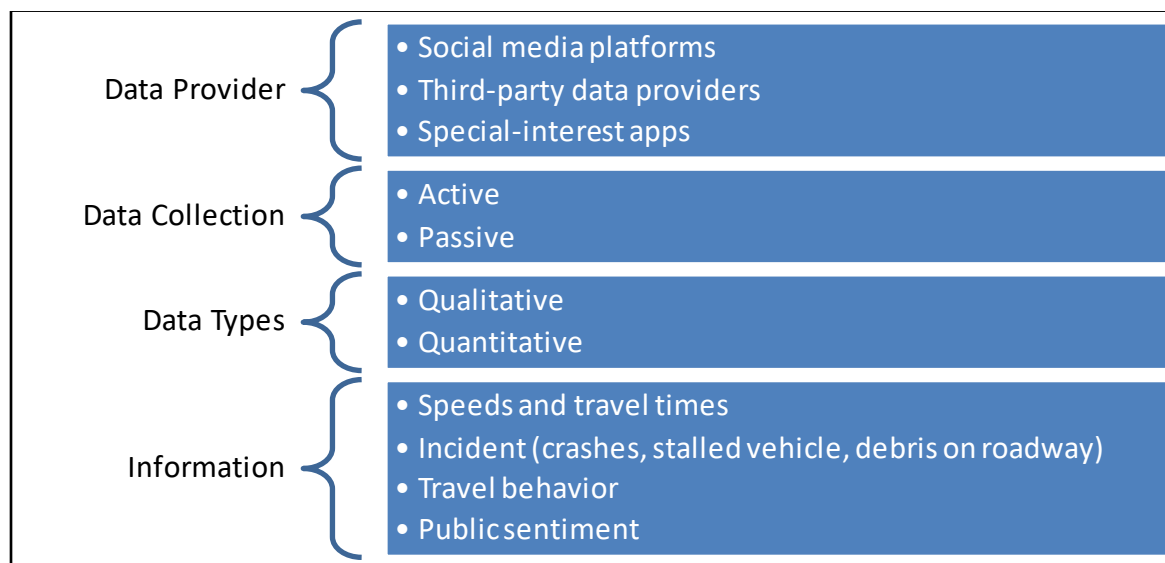 Data Provider
• Social media platforms
• Third-party data providers
• Special-interest apps
Data Collection
• Active
• Passive
Data Types
• Qualitative
• Quantitative
Information
• Speeds and travel times
• Incident (crashes, stalled vehicle, debris on roadway)
• Travel behavior
• Public sentiment